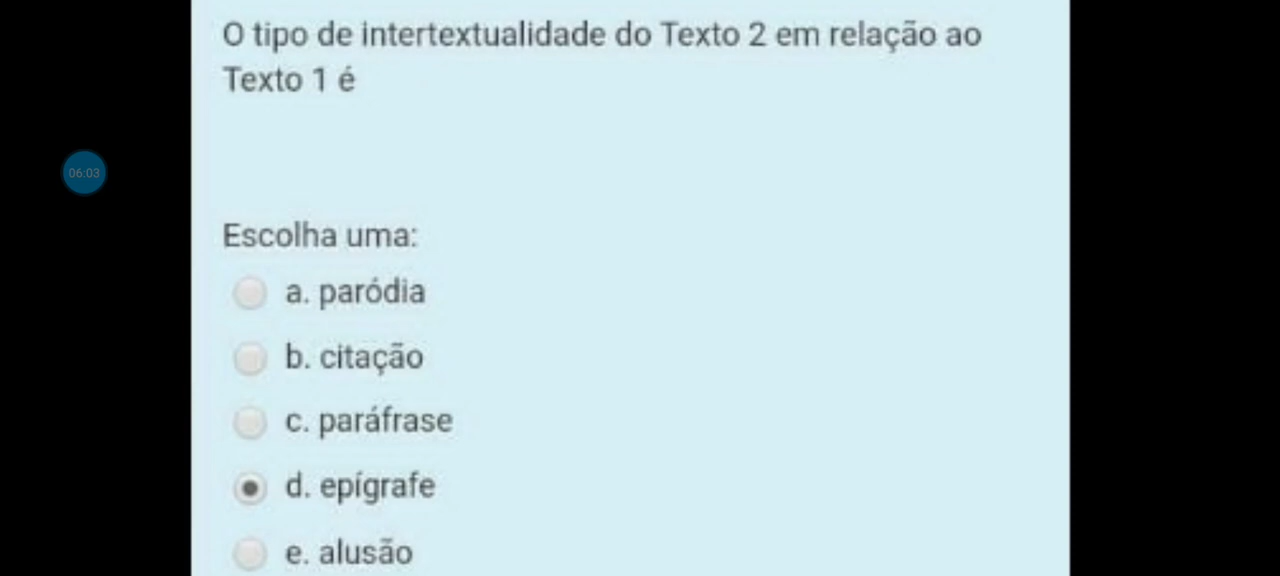 O tipo de intertextualidade do Texto 2 em relação ao
Texto 1 é
06:03
Escolha uma:
a. paródia
b. citação
c. paráfrase
d. epígrafe
e. alusão